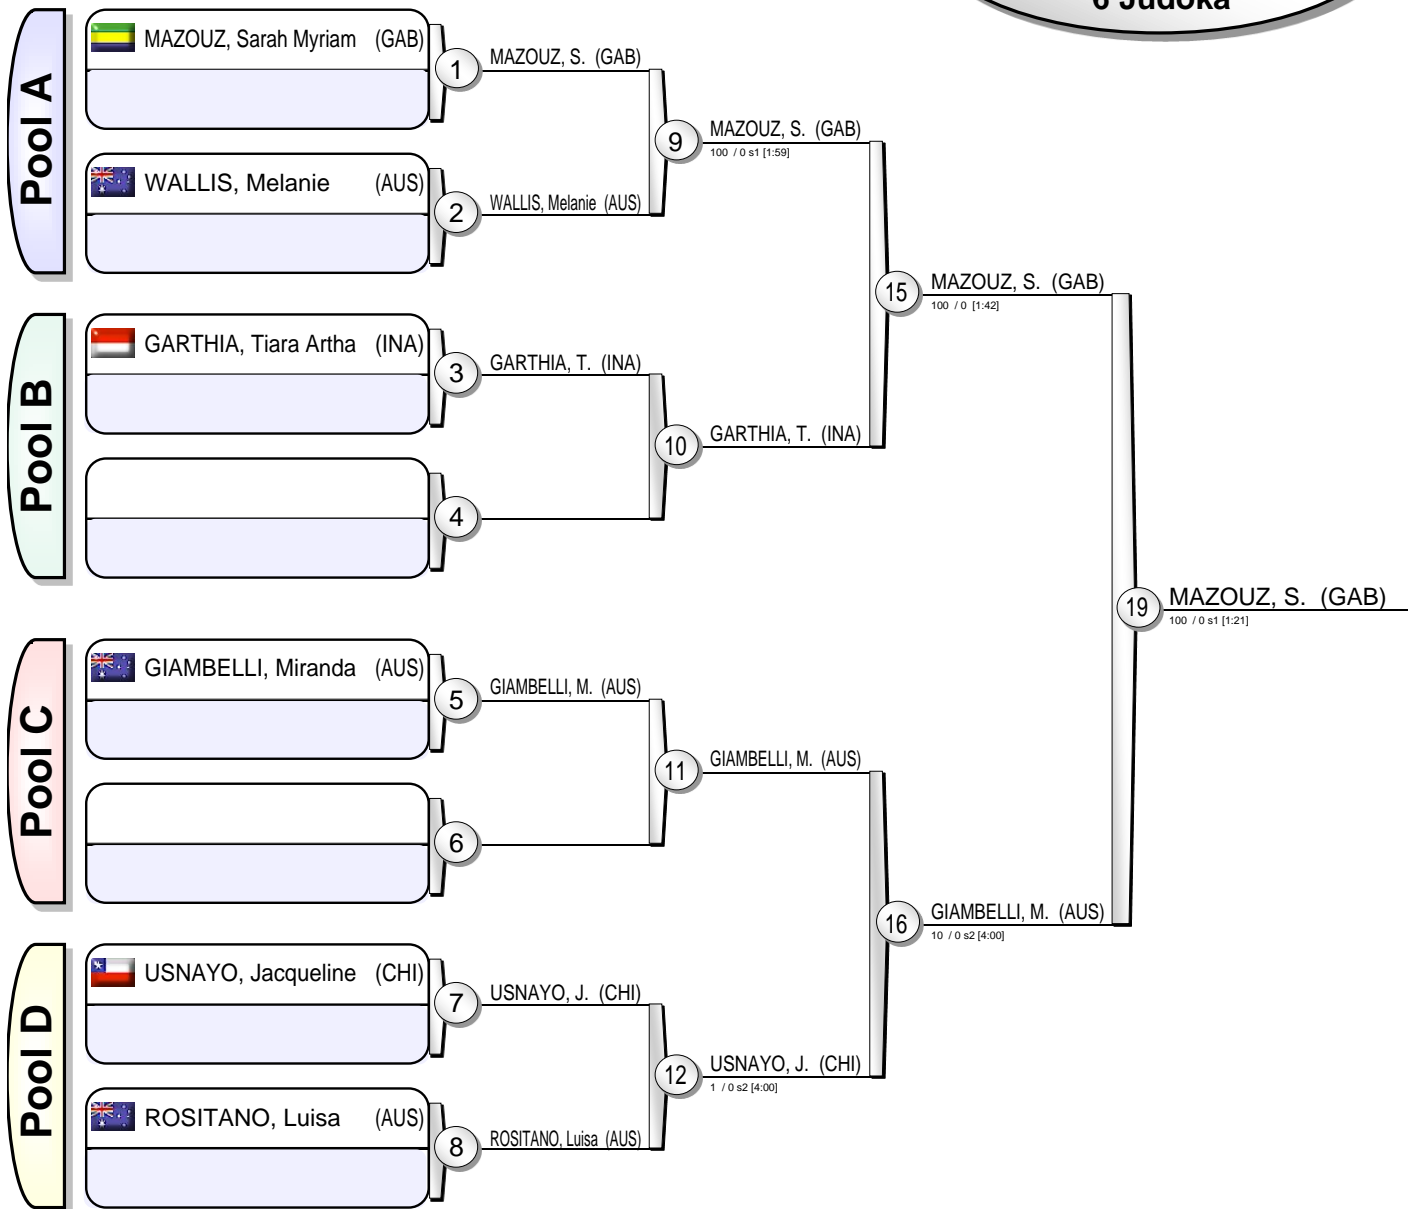 6 Judoka
Pool A
MAZOUZ, Sarah Myriam (GAB)
1
MAZOUZ, S. (GAB)
WALLIS, Melanie (AUS)
2
WALLIS, Melanie (AUS)
9
MAZOUZ, S. (GAB)
100 / 0 s1 [1:59]
Pool B
GARTHIA, Tiara Artha (INA)
3
GARTHIA, T. (INA)
4
10
GARTHIA, T. (INA)
15
MAZOUZ, S. (GAB)
100 / 0 [1:42]
Pool C
GIAMBELLI, Miranda (AUS)
5
GIAMBELLI, M. (AUS)
6
11
GIAMBELLI, M. (AUS)
Pool D
USNAYO, Jacqueline (CHI)
7
USNAYO, J. (CHI)
ROSITANO, Luisa (AUS)
8
ROSITANO, Luisa (AUS)
12
USNAYO, J. (CHI)
1 / 0 s2 [4:00]
16
GIAMBELLI, M. (AUS)
10 / 0 s2 [4:00]
19
MAZOUZ, S. (GAB)
100 / 0 s1 [1:21]